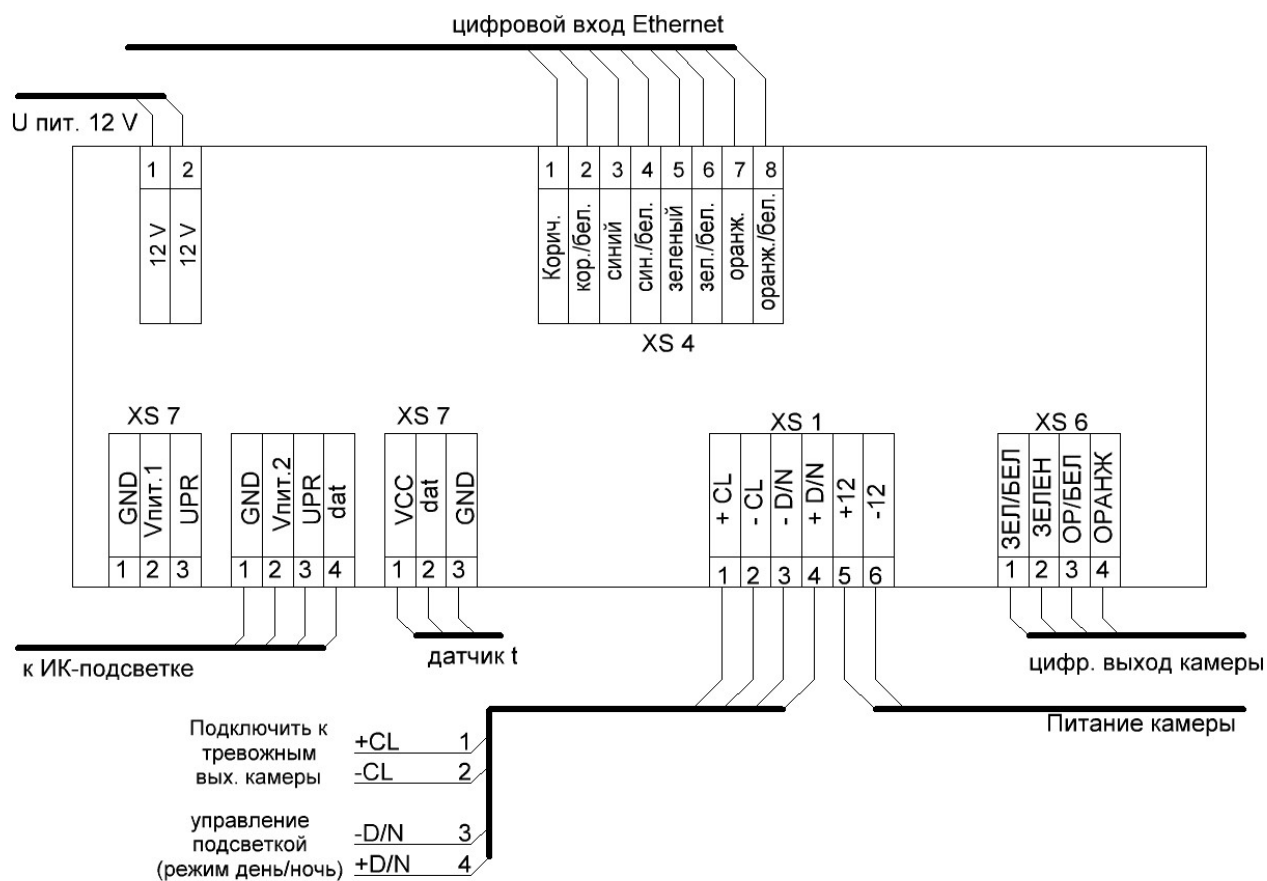 цифровой вход Ethernet
U пит. 12 V
1 2
12 V
12 V
1 2 3 4 5 6 7 8
Корич.
кор./бел.
синий
син./бел.
зеленый
зел./бел.
оранж.
оранж./бел.
XS 4
XS 7
GND
Vпит.1
UPR
1 2 3
GND
Vпит.2
UPR
dat
1 2 3 4
XS 7
VCC
dat
GND
1 2 3
XS 1
+ CL
- CL
- D/N
+ D/N
+12
-12
1 2 3 4 5 6
XS 6
ЗЕЛ/БЕЛ
ЗЕЛЕН
ОР/БЕЛ
ОРАНЖ
1 2 3 4
к ИК-подсветке
датчик t
цифр. выход камеры
Питание камеры
Подключить к
тревожным
вых. камеры
+CL 1
-CL 2
управление
подсветкой
(режим день/ночь)
-D/N 3
+D/N 4